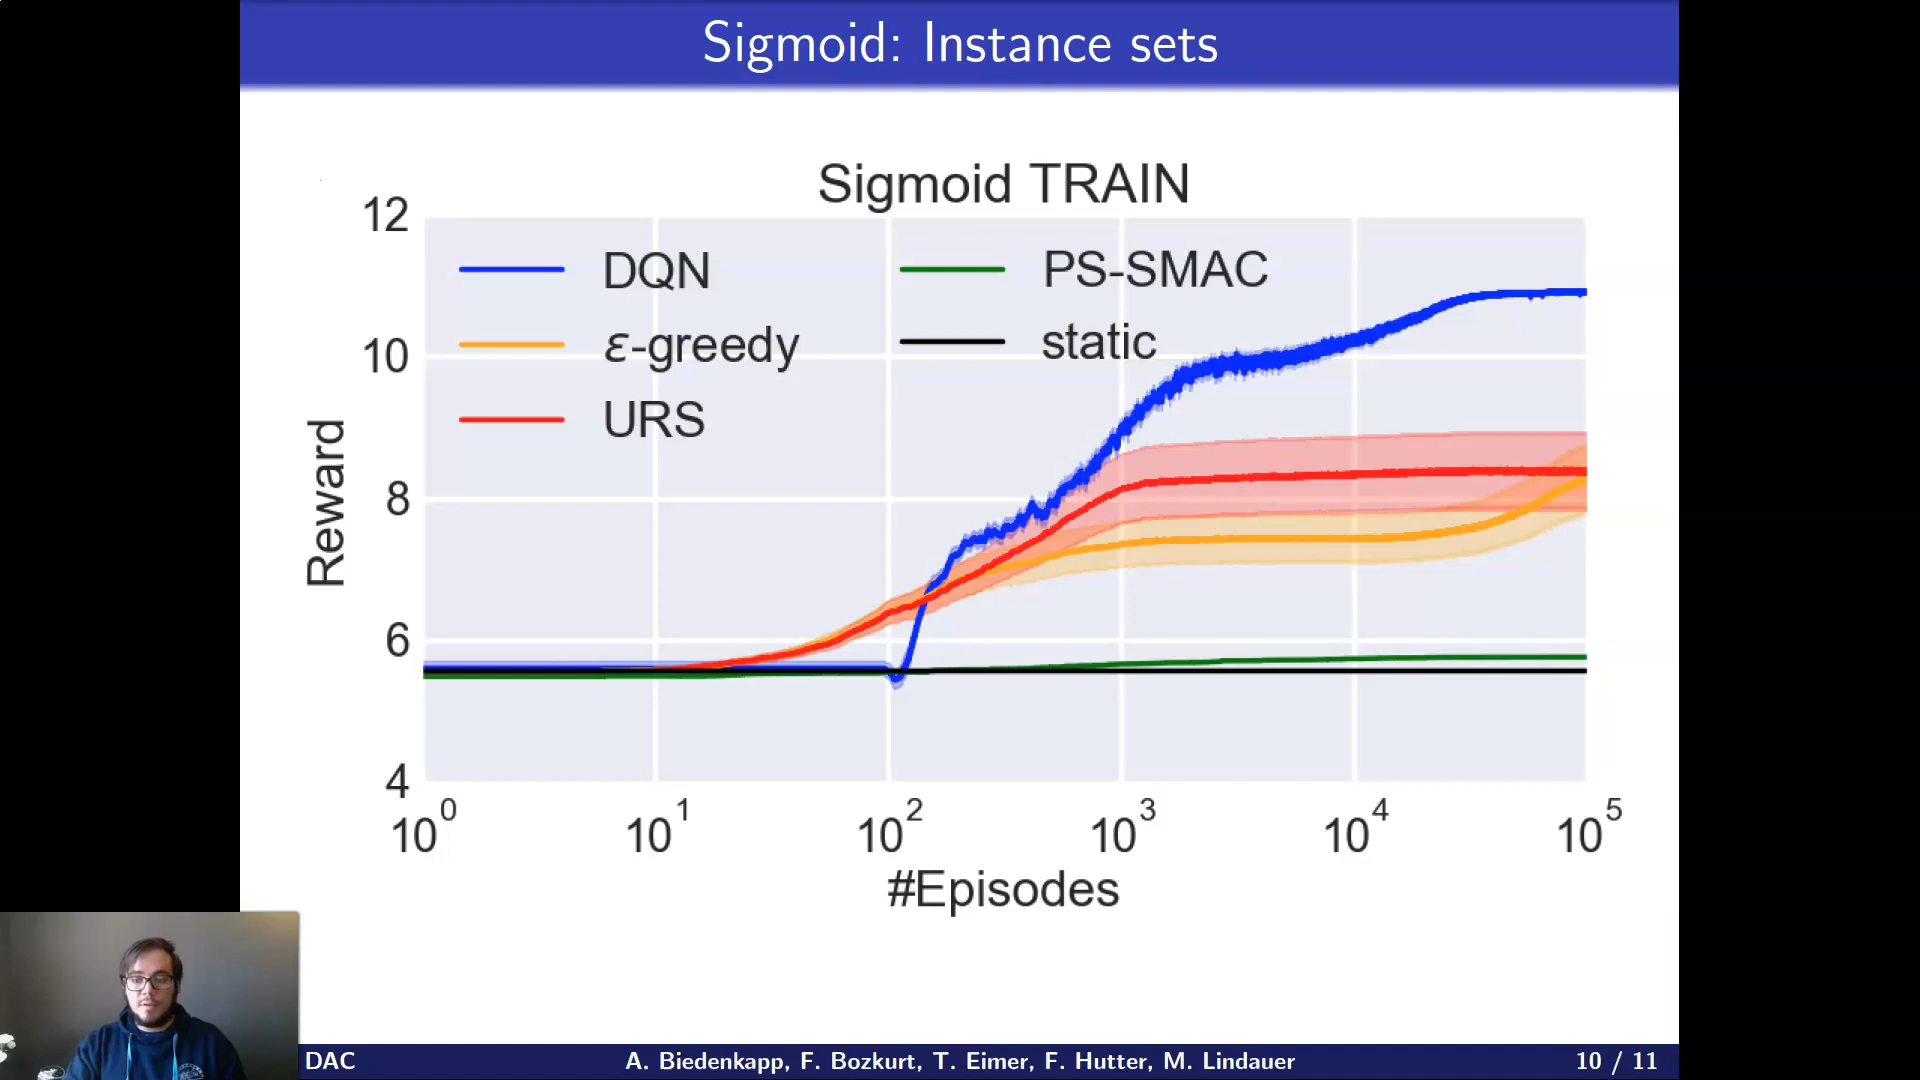 Sigmoid: Instance sets
Sigmoid TRAIN
12
10
8
6
4
Reward
DQN
ε-greedy
URS
PS-SMAC
static
10^0
10^1
10^2
10^3
10^4
10^5
#Episodes
DAC
A. Biedenkapp, F. Bozkurt, T. Eimer, F. Hutter, M. Lindauer
10 / 11